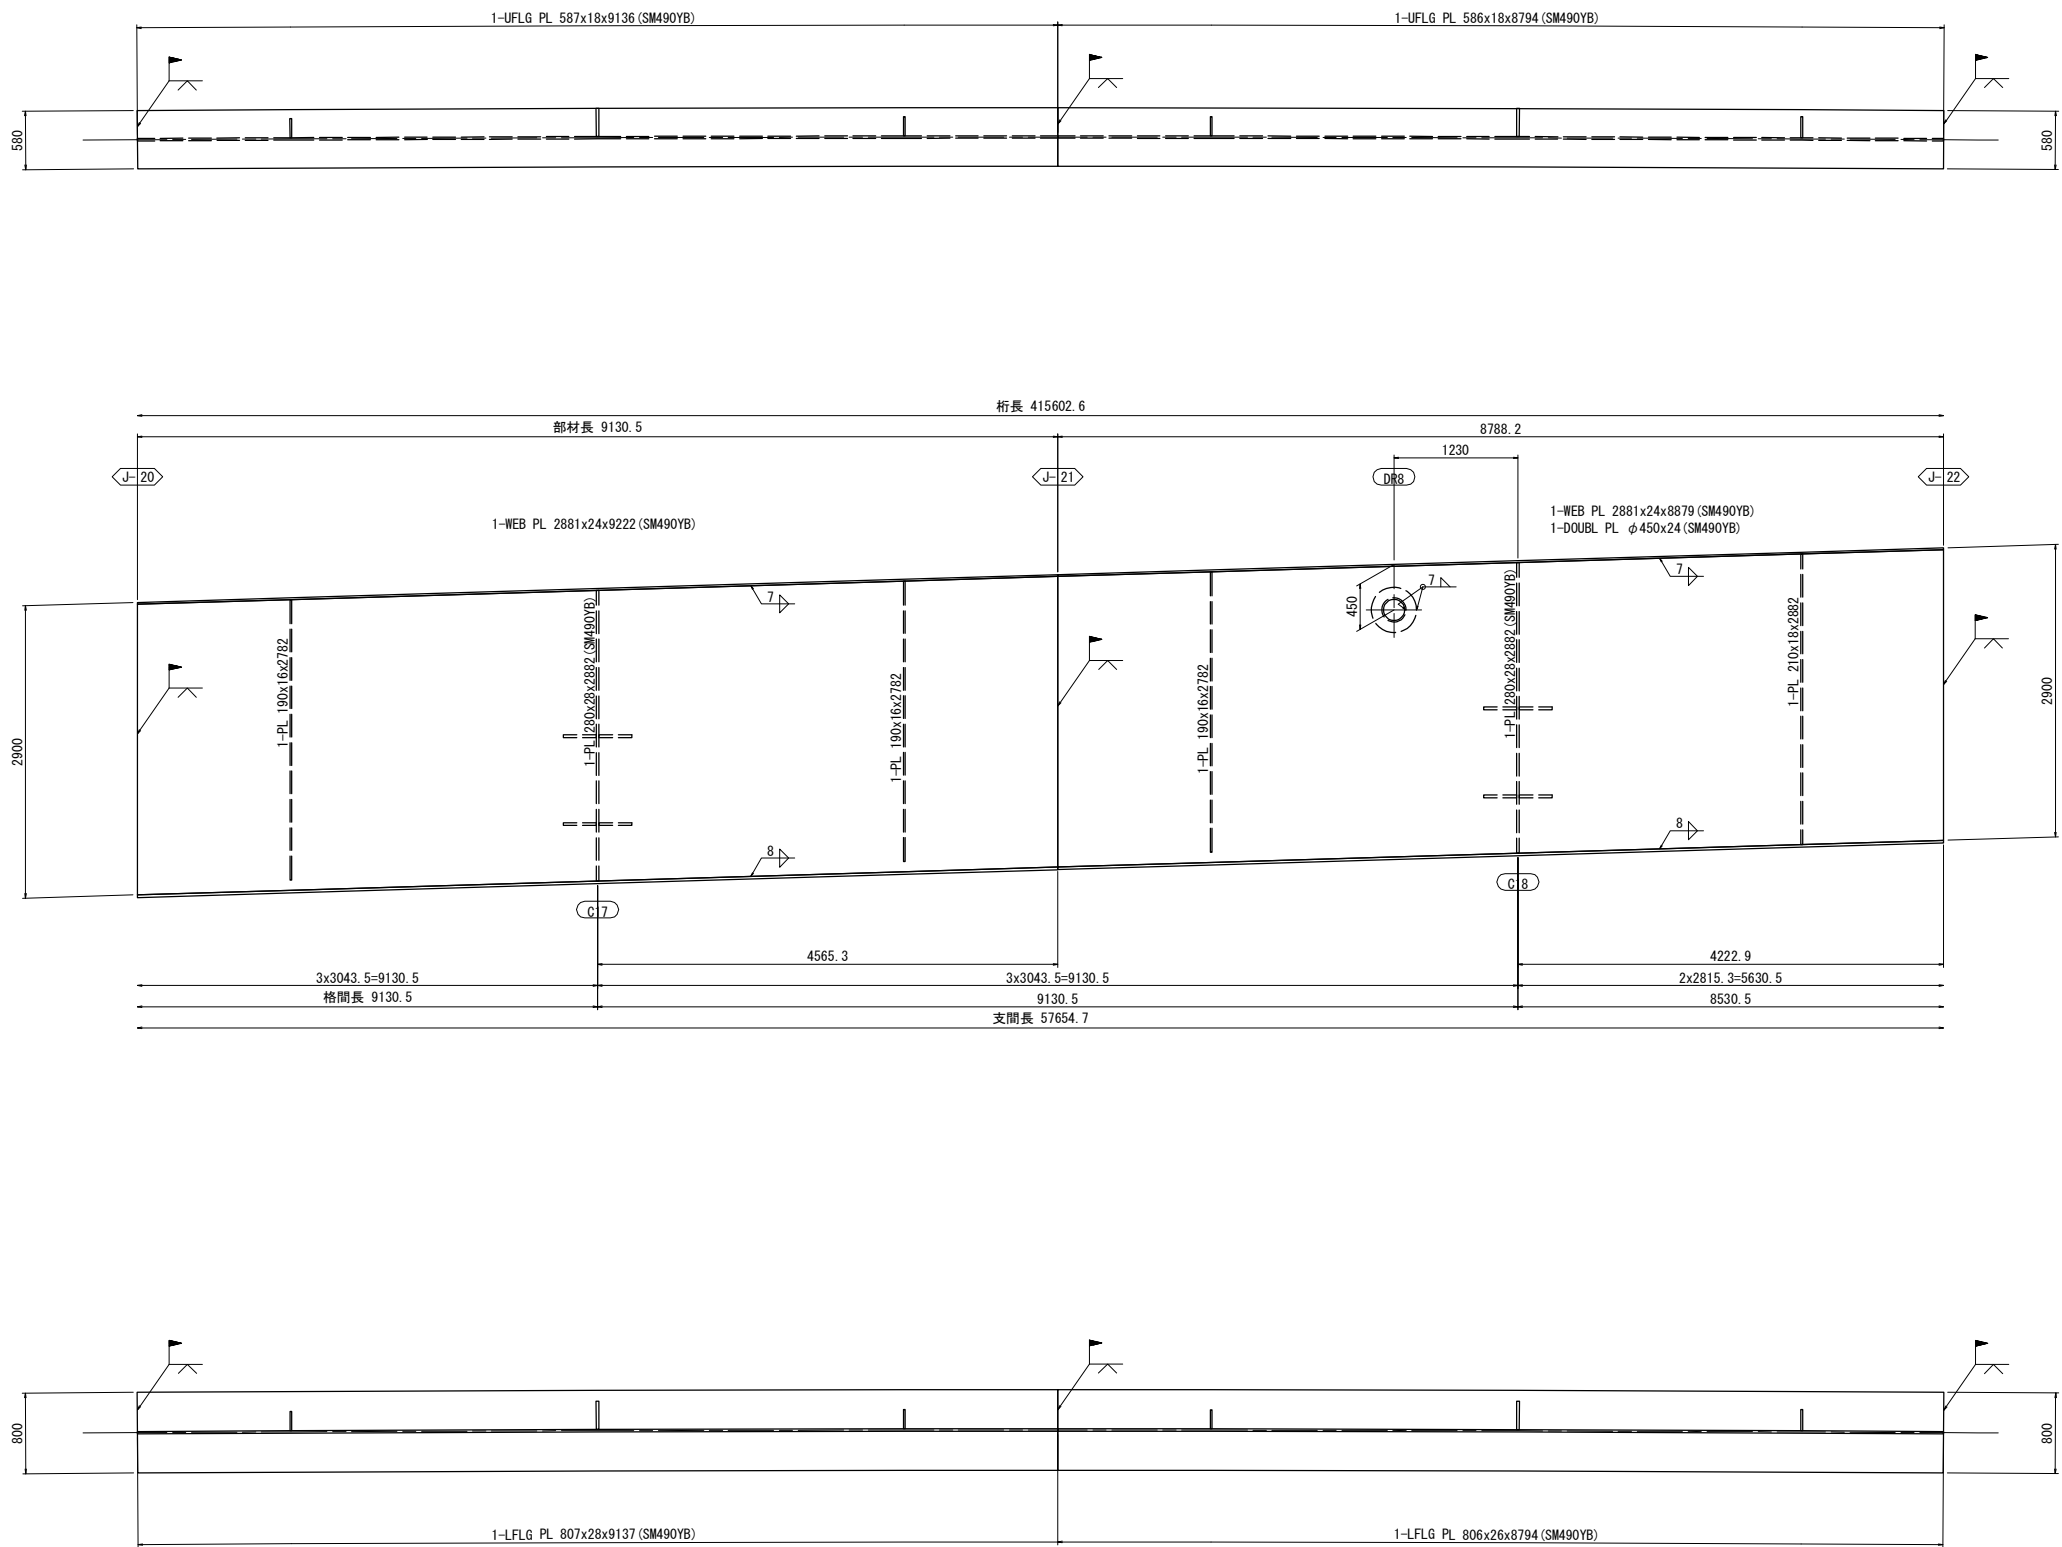 1-UFLG PL 587x18x9136(SM490YB)
1-UFLG PL 586x18x8794(SM490YB)
580
580
桁長 415602.6
部材長 9130.5
8788.2
1230
J- 20
J- 21
DR8
J- 22
1-WEB PL 2881x24x9222(SM490YB)
1-WEB PL 2881x24x8879(SM490YB)
1-DOUBL PL φ450x24(SM490YB)
7
7
7
450
2900
2900
1-PL 190x16x2782
1-PL 280x28x2882(SM490YB)
1-PL 190x16x2782
1-PL 190x16x2782
1-PL 280x28x2882(SM490YB)
1-PL 210x18x2882
8
8
C17
C18
4565.3
4222.9
3x3043.5=9130.5
3x3043.5=9130.5
2x2815.3=5630.5
格間長 9130.5
9130.5
8530.5
支間長 57654.7
800
800
1-LFLG PL 807x28x9137(SM490YB)
1-LFLG PL 806x26x8794(SM490YB)